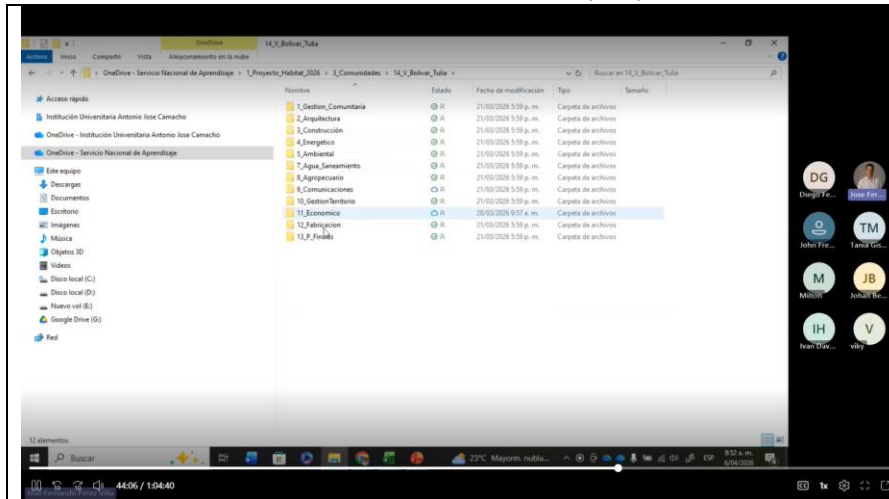 OneDrive
14_V_Bolivar_Tulia
Archivo Inicio Compartir Vista Almacenamiento en la nube
OneDrive - Servicio Nacional de Aprendizaje > 1_Proyecto_Habitat_2026 > 3_Comunidades > 14_V_Bolivar_Tulia >
Buscar en 14_V_Bolivar_Tulia
Nombre Estado Fecha de modificación Tipo Tamaño
Acceso rápido
Institución Universitaria Antonio Jose Camacho
OneDrive - Institución Universitaria Antonio Jose Camacho
OneDrive - Servicio Nacional de Aprendizaje
Este equipo
Descargas
Documentos
Escritorio
Imágenes
Música
Objetos 3D
Videos
Disco local (C:)
Disco local (D:)
Nuevo vol (E:)
Google Drive (G:)
Red
1_Gestion_Comunitaria 21/03/2026 5:59 p. m. Carpeta de archivos
2_Arquitectura 21/03/2026 5:59 p. m. Carpeta de archivos
3_Construcción 21/03/2026 5:59 p. m. Carpeta de archivos
4_Energetico 21/03/2026 5:59 p. m. Carpeta de archivos
5_Ambiental 21/03/2026 5:59 p. m. Carpeta de archivos
7_Agua_Saneamiento 21/03/2026 5:59 p. m. Carpeta de archivos
8_Agropecuario 21/03/2026 5:59 p. m. Carpeta de archivos
9_Comunicaciones 21/03/2026 5:59 p. m. Carpeta de archivos
10_GestionTerritorio 21/03/2026 5:59 p. m. Carpeta de archivos
11_Economico 28/03/2026 9:57 a. m. Carpeta de archivos
12_Fabricacion 21/03/2026 5:59 p. m. Carpeta de archivos
13_P_Finales 21/03/2026 5:59 p. m. Carpeta de archivos
12 elementos
DG
Diego Fe...
Jose Fer...
John Fre...
TM
Tania Gis...
M
Milton
JB
Johan Be...
IH
Ivan Dav...
V
viky
Buscar
23°C Mayorm. nubla...
ESP
8:52 a. m.
6/04/2026
44:06 / 1:04:40
1x
Jose Fernando Perez Villa